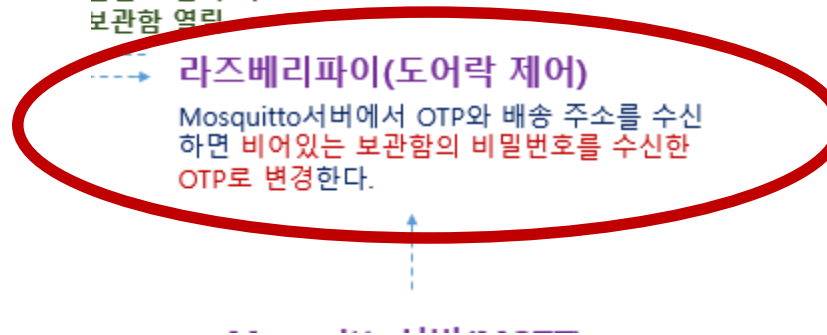 보관함 열림
라즈베리파이(도어락 제어)
Mosquitto서버에서 OTP와 배송 주소를 수신
하면 비어있는 보관함의 비밀번호를 수신한
OTP로 변경한다.